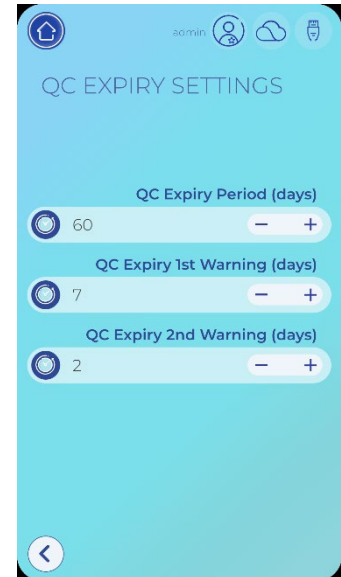 admin
QC EXPIRY SETTINGS
QC Expiry Period (days)
60
QC Expiry 1st Warning (days)
7
QC Expiry 2nd Warning (days)
2